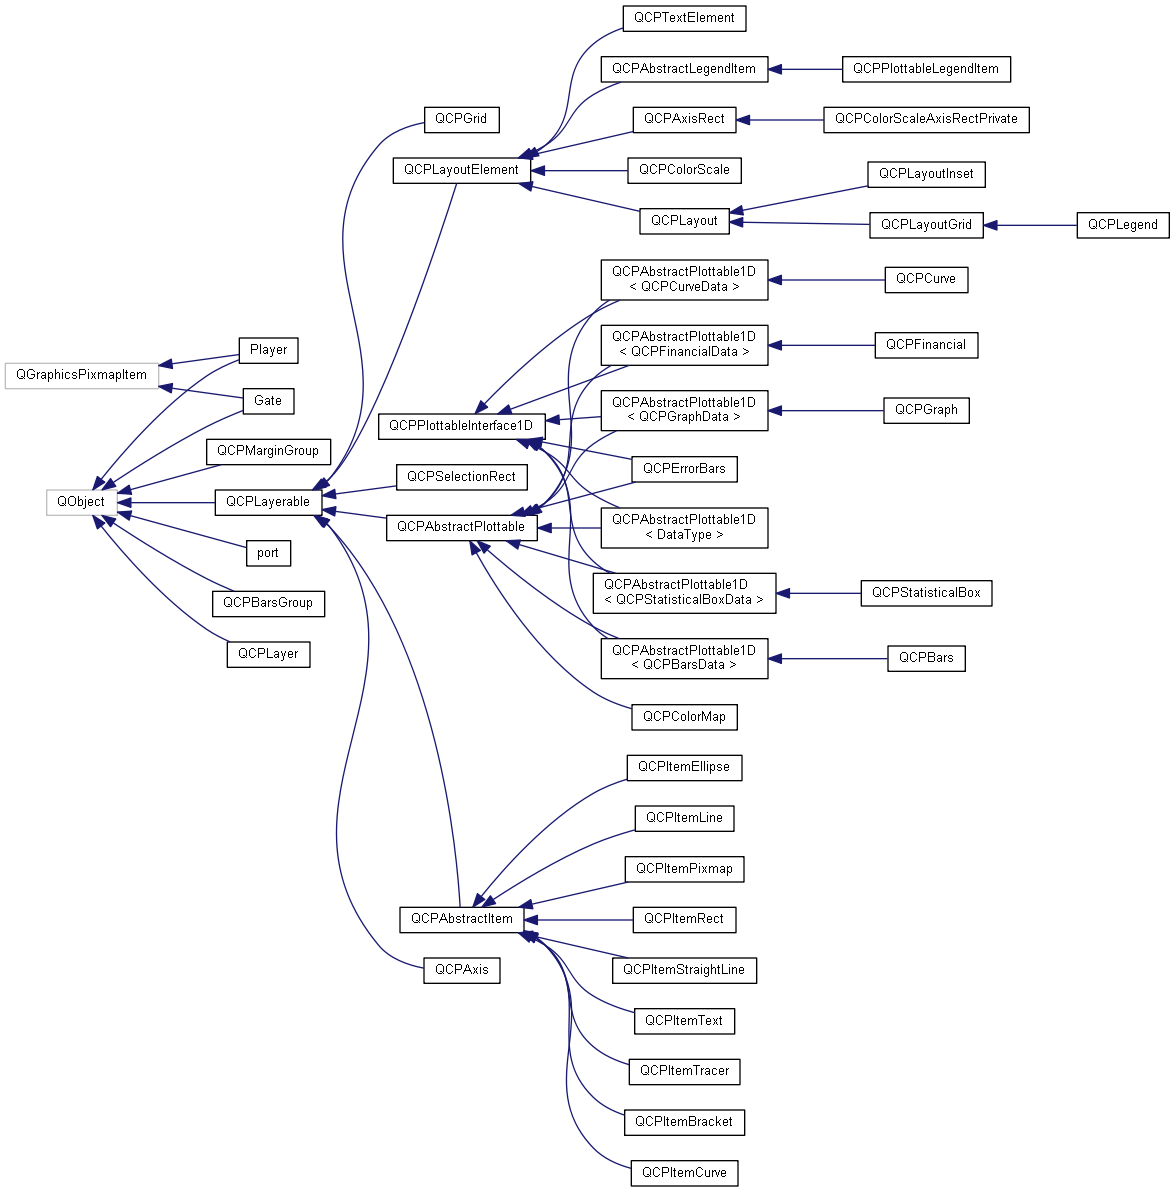 QCPTextElement
QCPAbstractLegendItem
QCPPlottableLegendItem
QCPGrid
QCPAxisRect
QCPColorScaleAxisRectPrivate
QCPLayoutElement
QCPColorScale
QCPLayoutInset
QCPLayout
QCPLayoutGrid
QCPLegend
QCPAbstractPlottable1D
< QCPCurveData >
QCPCurve
QCPAbstractPlottable1D
< QCPFinancialData >
QCPFinancial
Player
QGraphicsPixmapItem
Gate
QCPAbstractPlottable1D
< QCPGraphData >
QCPGraph
QCPPlottableInterface1D
QCPMarginGroup
QCPErrorBars
QCPSelectionRect
QObject
QCPLayerable
QCPAbstractPlottable
QCPAbstractPlottable1D
< DataType >
port
QCPAbstractPlottable1D
< QCPStatisticalBoxData >
QCPStatisticalBox
QCPBarsGroup
QCPLayer
QCPAbstractPlottable1D
< QCPBarsData >
QCPBars
QCPColorMap
QCPItemEllipse
QCPItemLine
QCPItemPixmap
QCPAbstractItem
QCPItemRect
QCPAxis
QCPItemStraightLine
QCPItemText
QCPItemTracer
QCPItemBracket
QCPItemCurve